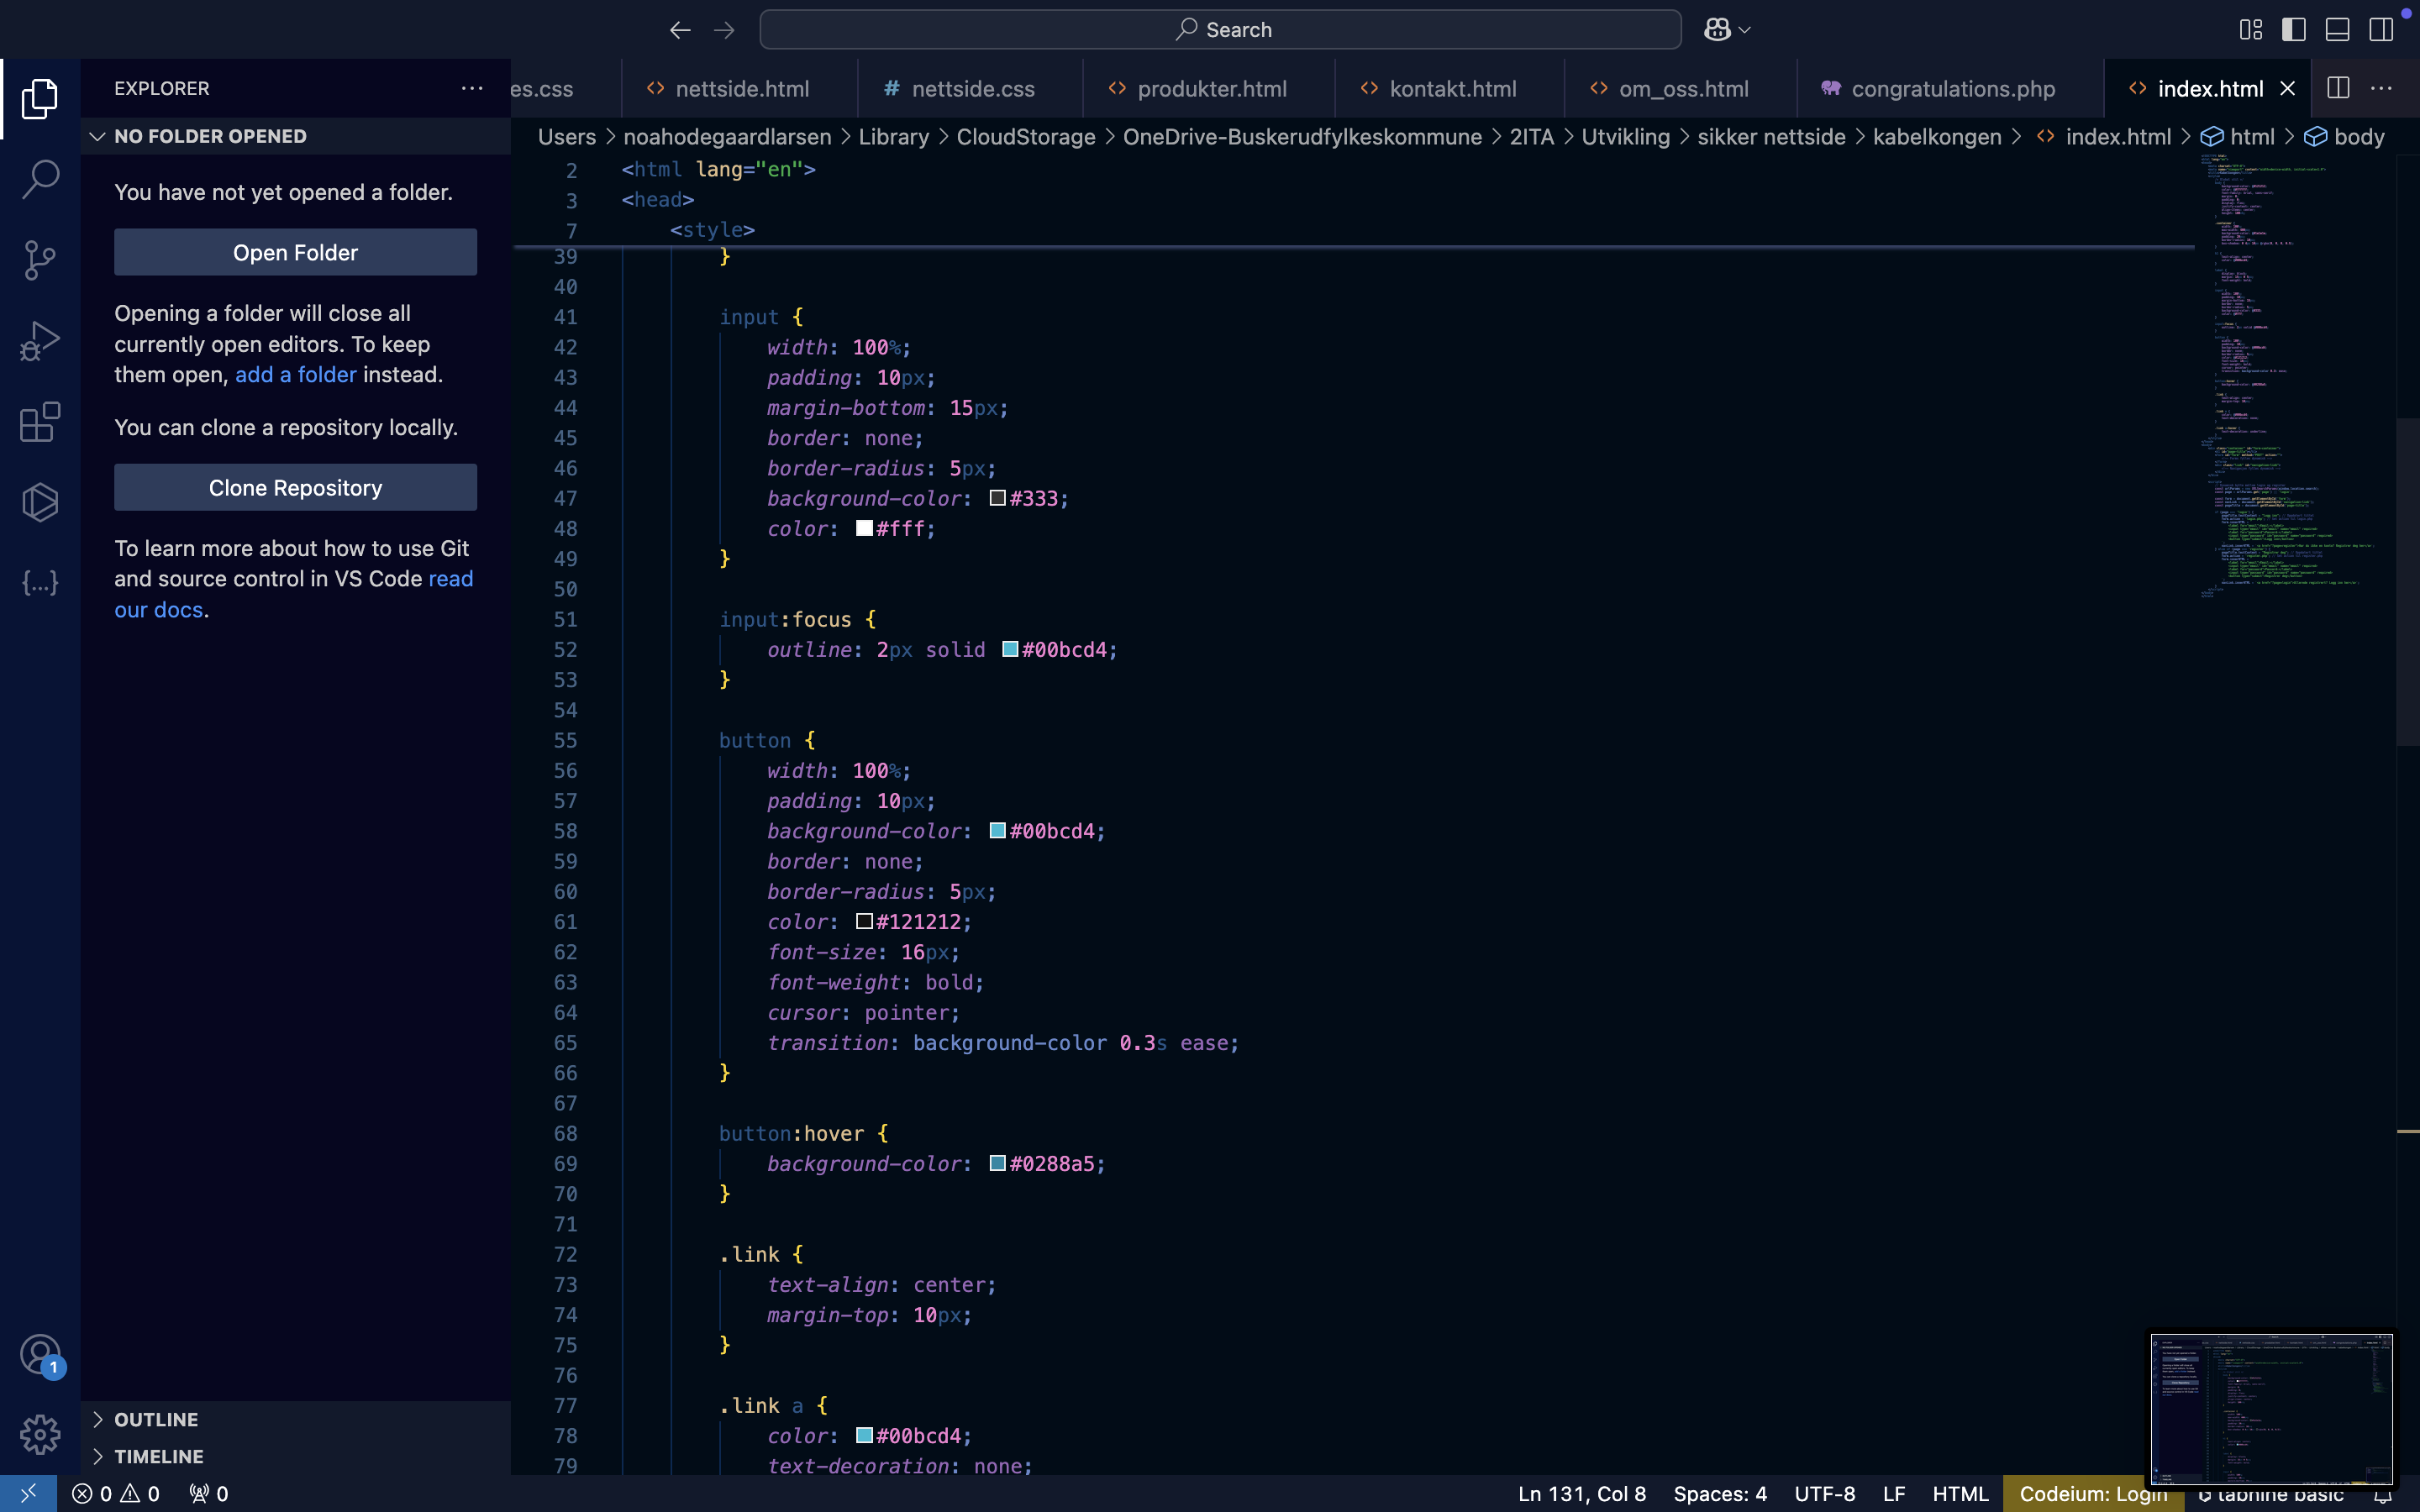 Search
EXPLORER
es.css
nettside.html
# nettside.css
produkter.html
kontakt.html
om_oss.html
congratulations.php
index.html
NO FOLDER OPENED
Users > noahodegaardlarsen > Library > CloudStorage > OneDrive-Buskerudfylkeskommune > 2ITA > Utvikling > sikker nettside > kabelkongen > index.html > html > body
You have not yet opened a folder.
Open Folder
Opening a folder will close all
currently open editors. To keep
them open, add a folder instead.
You can clone a repository locally.
Clone Repository
To learn more about how to use Git
and source control in VS Code read
our docs.
2 <html lang="en">
3 <head>
7 <style>
39 }
40
41 input {
42 width: 100%;
43 padding: 10px;
44 margin-bottom: 15px;
45 border: none;
46 border-radius: 5px;
47 background-color: #333;
48 color: #fff;
49 }
50
51 input:focus {
52 outline: 2px solid #00bcd4;
53 }
54
55 button {
56 width: 100%;
57 padding: 10px;
58 background-color: #00bcd4;
59 border: none;
60 border-radius: 5px;
61 color: #121212;
62 font-size: 16px;
63 font-weight: bold;
64 cursor: pointer;
65 transition: background-color 0.3s ease;
66 }
67
68 button:hover {
69 background-color: #0288a5;
70 }
71
72 .link {
73 text-align: center;
74 margin-top: 10px;
75 }
76
77 .link a {
78 color: #00bcd4;
79 text-decoration: none;
1
OUTLINE
TIMELINE
0 0 0
Ln 131, Col 8
Spaces: 4
UTF-8
LF
HTML
Codeium: Login
tabnine basic